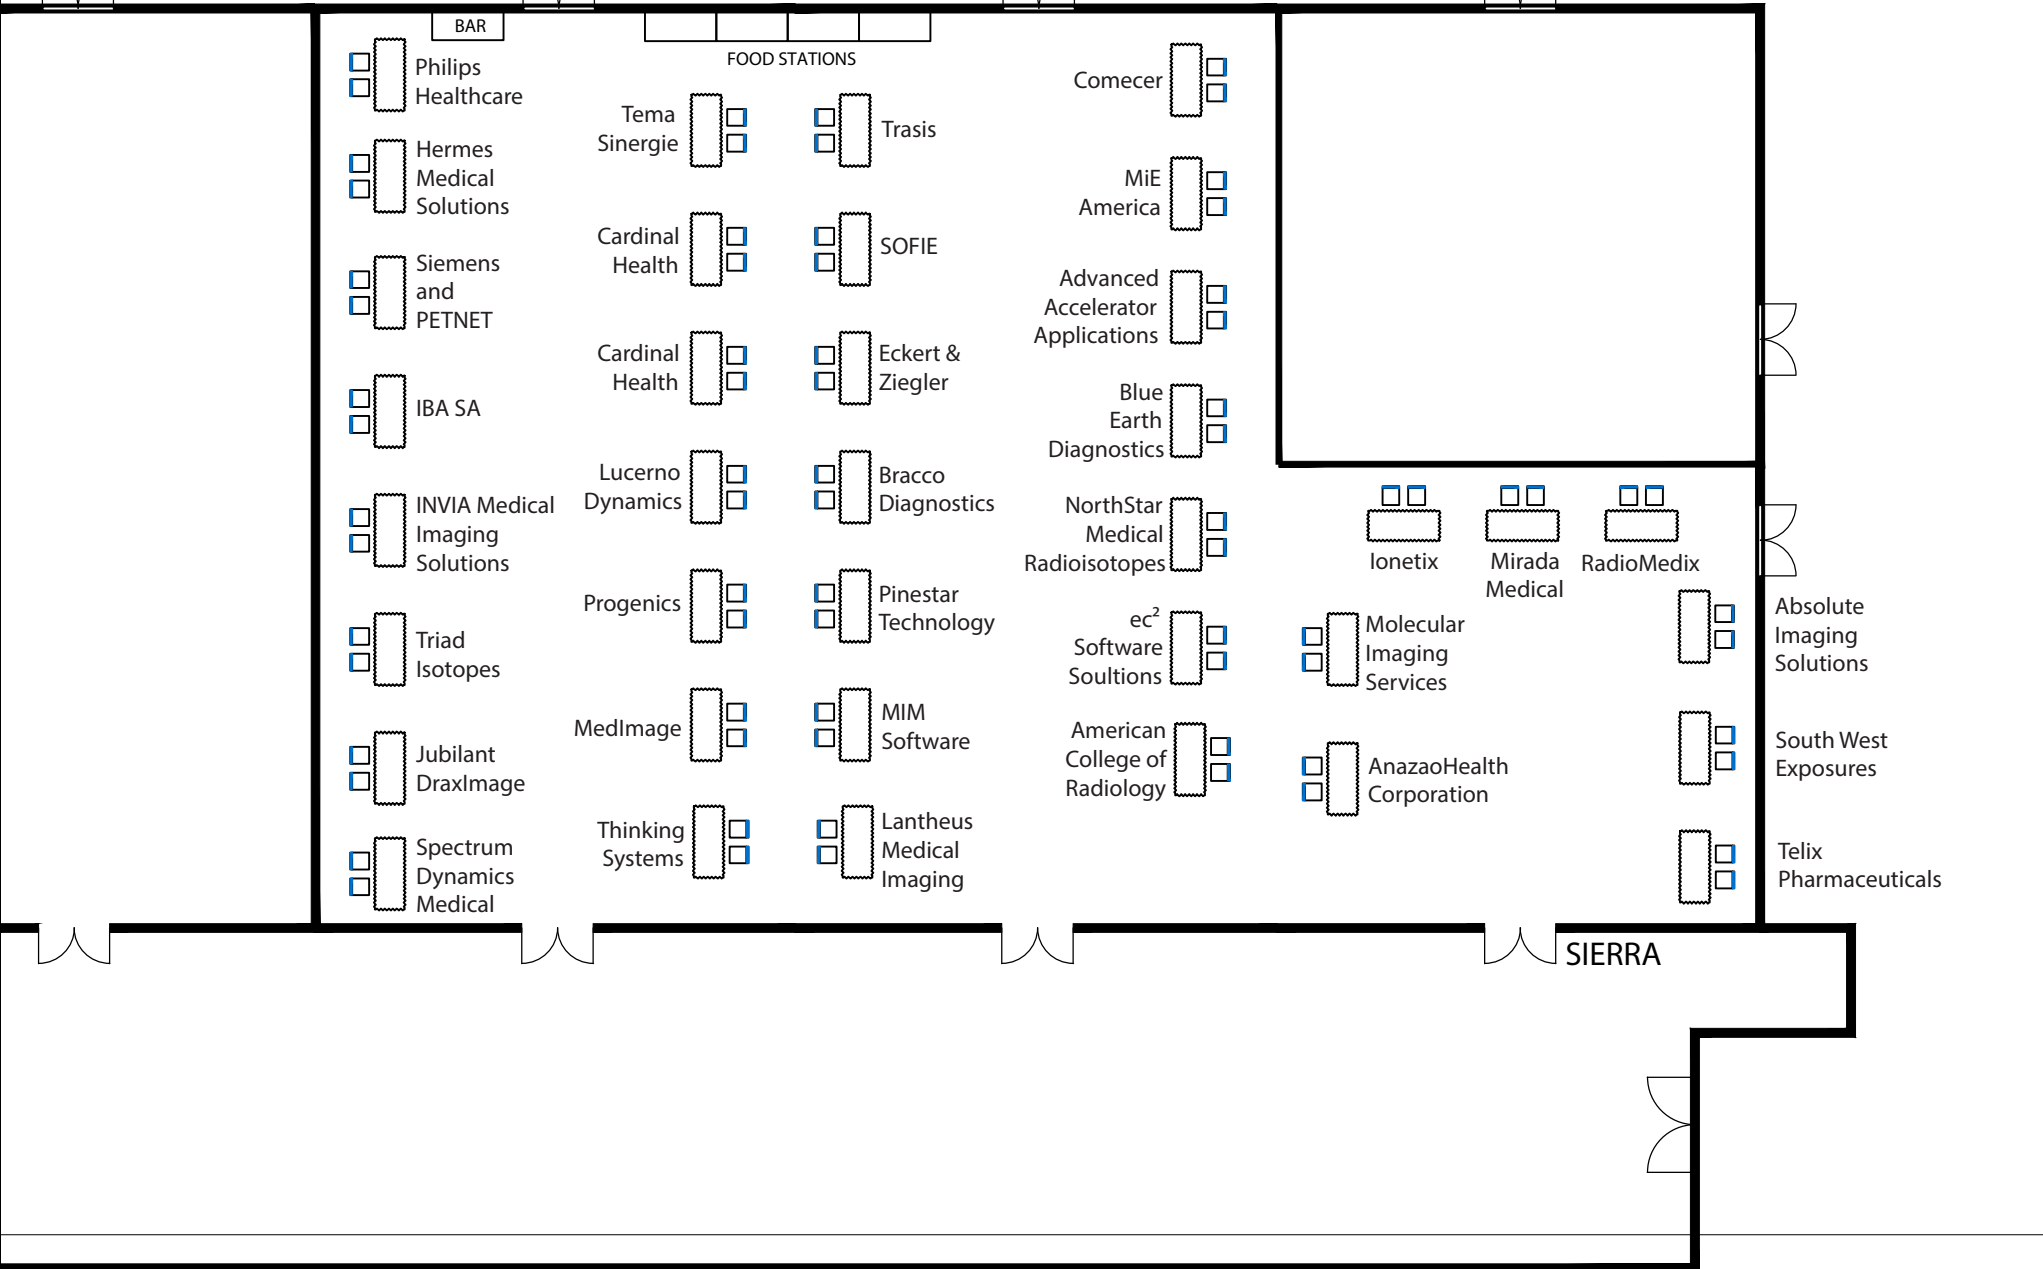 BAR
FOOD STATIONS
Philips
Healthcare
Hermes
Medical
Solutions
Siemens
and
PETNET
IBA SA
INVIA Medical
Imaging
Solutions
Triad
Isotopes
Jubilant
DraxImage
Spectrum
Dynamics
Medical
Tema
Sinergie
Cardinal
Health
Cardinal
Health
Lucerno
Dynamics
Progenics
MedImage
Thinking
Systems
Trasis
SOFIE
Eckert &
Ziegler
Bracco
Diagnostics
Pinestar
Technology
MIM
Software
Lantheus
Medical
Imaging
Comecer
MiE
America
Advanced
Accelerator
Applications
Blue
Earth
Diagnostics
NorthStar
Medical
Radioisotopes
ec²
Software
Soultions
American
College of
Radiology
Ionetix
Mirada
Medical
RadioMedix
Molecular
Imaging
Services
AnazaoHealth
Corporation
Absolute
Imaging
Solutions
South West
Exposures
Telix
Pharmaceuticals
SIERRA